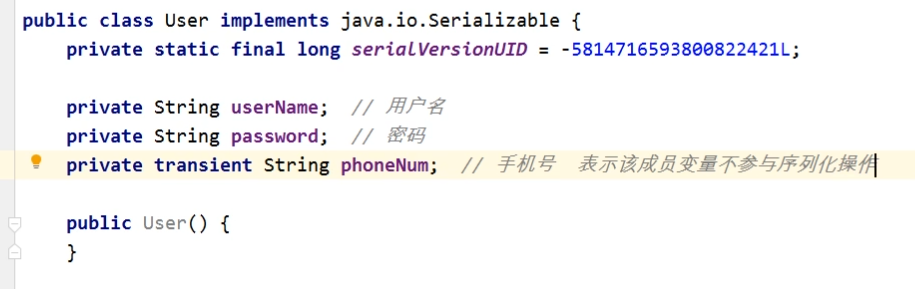 public class User implements java.io.Serializable {
private static final long serialVersionUID = -5814716593800822421L;
private String userName; // 用户名
private String password; // 密码
private transient String phoneNum; // 手机号 表示该成员变量不参与序列化操作
public User() {
}